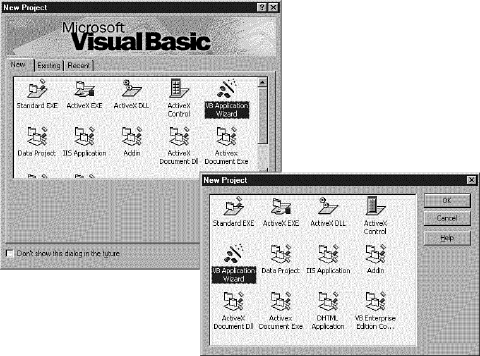 New Project
Microsoft
Visual Basic
New Existing Recent
Standard EXE ActiveX EXE ActiveX DLL ActiveX Control VB Application Wizard
Data Project IIS Application Addin ActiveX Document Dll Activex Document Exe
Don't show this dialog in the future
New Project
Standard EXE ActiveX EXE ActiveX DLL ActiveX Control
VB Application Wizard Data Project IIS Application Addin
ActiveX Document Dll Activex Document Exe DHTML Application VB Enterprise Edition Co...
OK
Cancel
Help